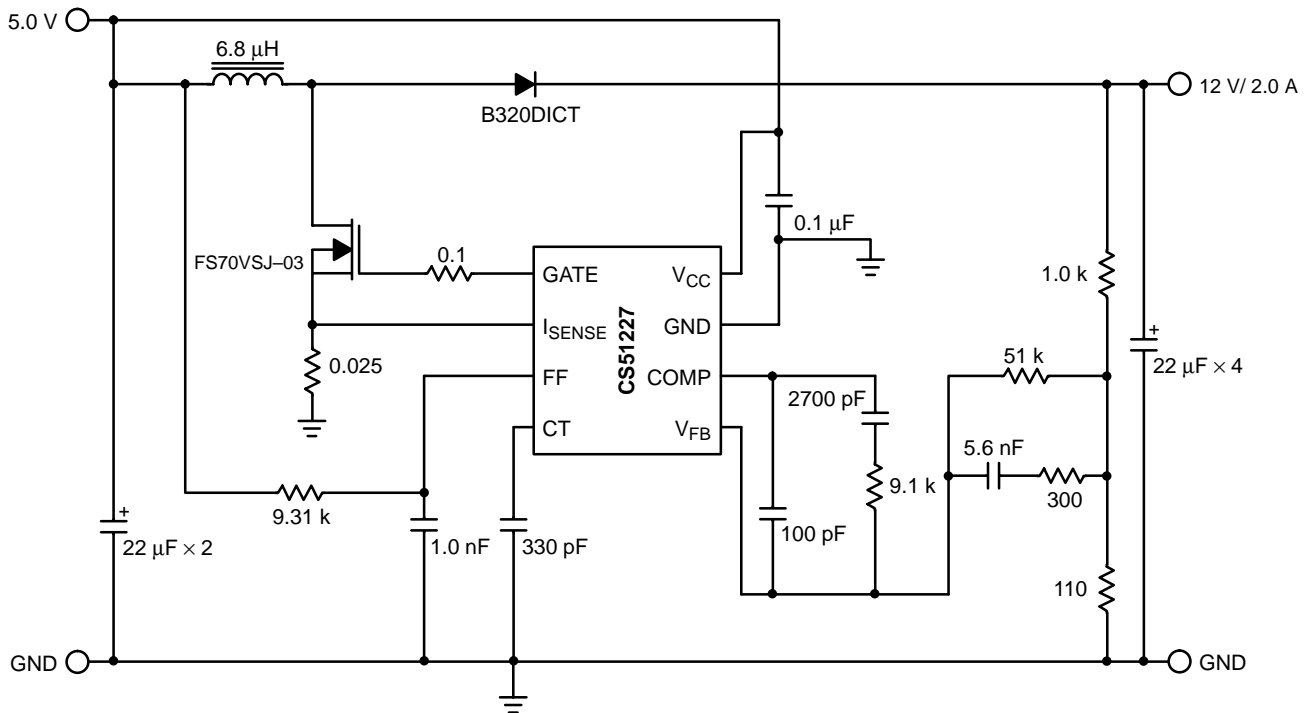 5.0 V
6.8 μH
B320DICT
12 V/ 2.0 A
0.1 μF
FS70VSJ–03
0.1
GATE
VCC
1.0 k
ISENSE
GND
CS51227
0.025
FF
COMP
51 k
22 μF × 4
2700 pF
CT
VFB
5.6 nF
9.1 k
300
9.31 k
22 μF × 2
1.0 nF
330 pF
100 pF
110
GND
GND
+
+